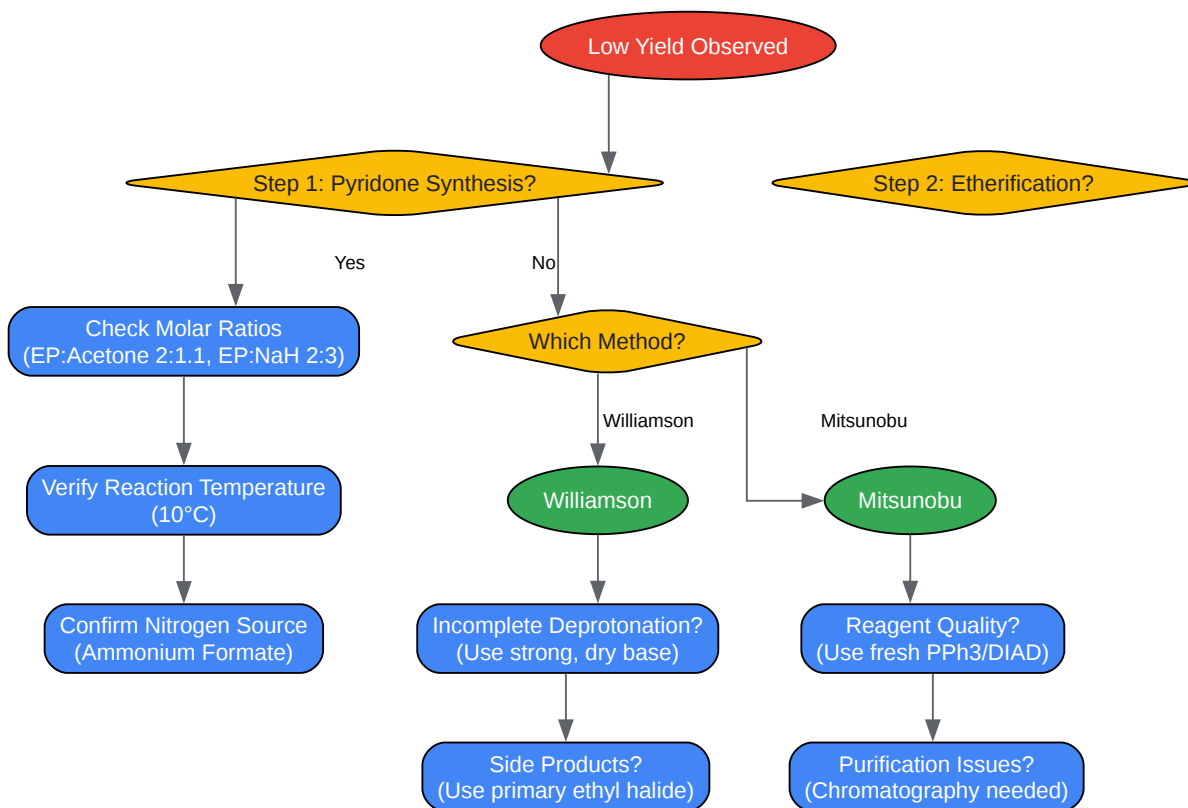 Low Yield Observed
Step 1: Pyridone Synthesis?
Step 2: Etherification?
Yes
No
Check Molar Ratios
(EP:Acetone 2:1.1, EP:NaH 2:3)
Which Method?
Williamson
Mitsunobu
Verify Reaction Temperature
(10°C)
Williamson
Mitsunobu
Confirm Nitrogen Source
(Ammonium Formate)
Incomplete Deprotonation?
(Use strong, dry base)
Reagent Quality?
(Use fresh PPh3/DIAD)
Side Products?
(Use primary ethyl halide)
Purification Issues?
(Chromatography needed)